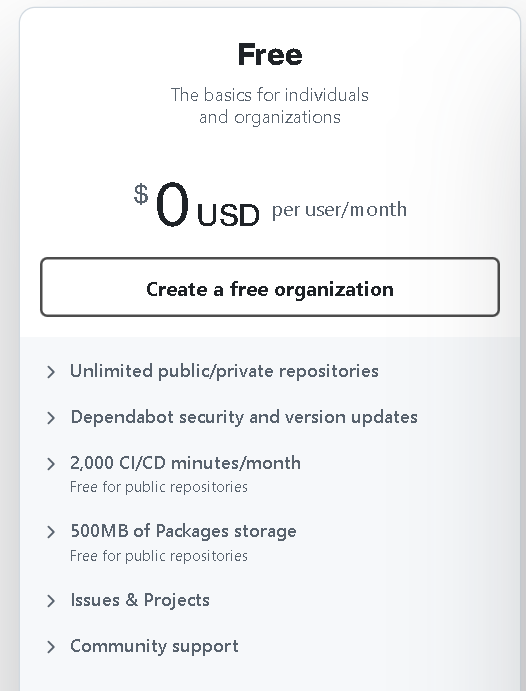 Free
The basics for individuals
and organizations
$0 USD per user/month
Create a free organization
Unlimited public/private repositories
Dependabot security and version updates
2,000 CI/CD minutes/month
Free for public repositories
500MB of Packages storage
Free for public repositories
Issues & Projects
Community support